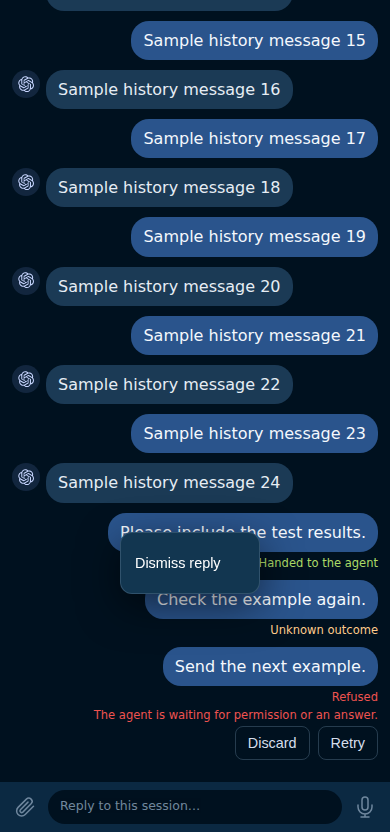 Sample history message 15
Sample history message 16
Sample history message 17
Sample history message 18
Sample history message 19
Sample history message 20
Sample history message 21
Sample history message 22
Sample history message 23
Sample history message 24
Please include the test results.
Dismiss reply
Handed to the agent
Check the example again.
Unknown outcome
Send the next example.
Refused
The agent is waiting for permission or an answer.
Discard
Retry
Reply to this session...